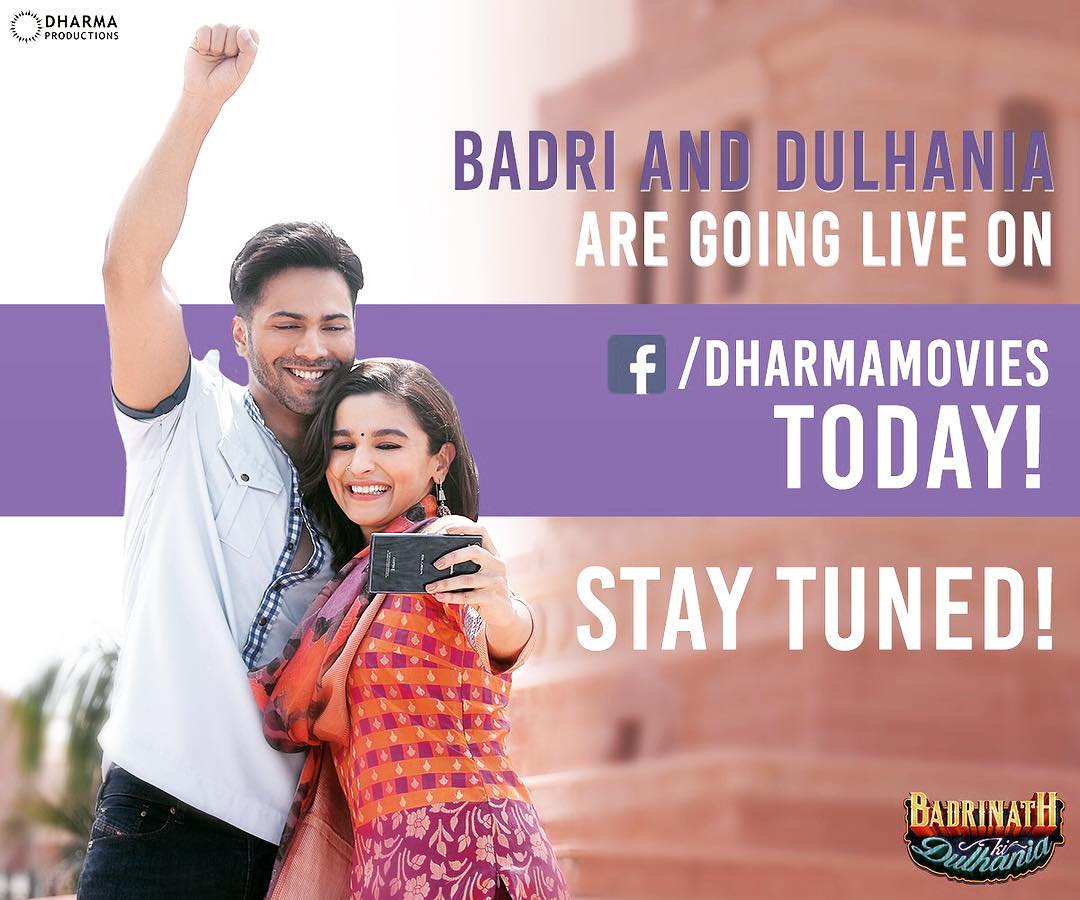 DHARMA
PRODUCTIONS
BADRI AND DULHANIA
ARE GOING LIVE ON
f /DHARMAMOVIES
TODAY!
STAY TUNED!
BADRINATH
ki
Dulhania